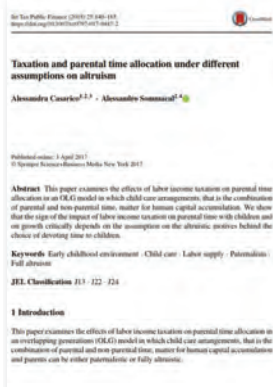 Int Tax Public Finance (2018) 25:140–165
Taxation and parental time allocation under different
assumptions on altruism
Alessandra Casarico · Alessandro Sommacal
Published online: 3 April 2017
© Springer Science+Business Media New York 2017
Abstract This paper examines the effects of labor income taxation on parental time
allocation in an OLG model in which child care arrangements, that is the combination
of parental and non-parental time, matter for human capital accumulation. We show
that the sign of the impact of labor income taxation on parental time with children and
on growth critically depends on the assumption on the altruistic motives behind the
choice of devoting time to children.
Keywords Early childhood environment · Child care · Labor supply · Paternalism ·
Full altruism
JEL Classification J13 · J22 · J24
1 Introduction
This paper examines the effects of labor income taxation on parental time allocation in
an overlapping generations (OLG) model in which child care arrangements, that is the
combination of parental and non-parental time, matter for human capital accumulation
and parents can be either paternalistic or fully altruistic.